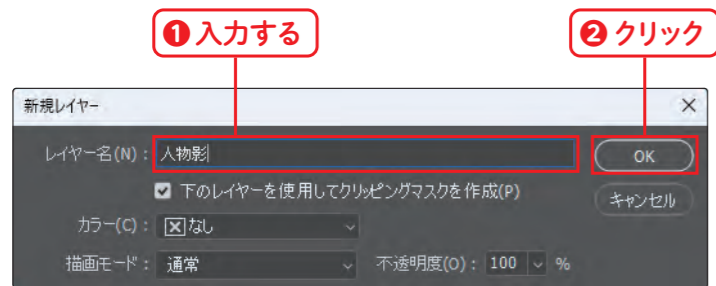 ❶入力する
❷クリック
新規レイヤー
レイヤー名(N)： 人物影
OK
下のレイヤーを使用してクリッピングマスクを作成(P)
キャンセル
カラー(C)： なし
描画モード： 通常 不透明度(O)： 100 %